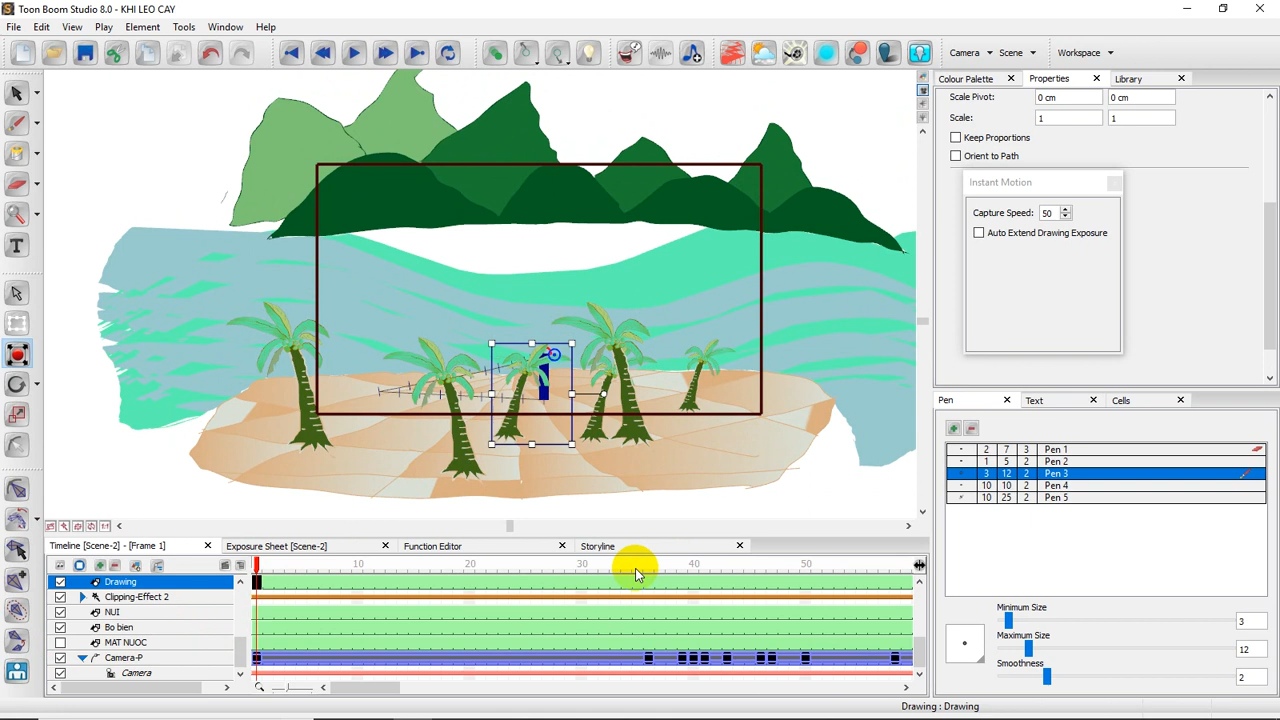 Toon Boom Studio 8.0 - KHI LEO CAY
File Edit View Play Element Tools Window Help
Camera Scene Workspace
Colour Palette Properties Library
Scale Pivot: 0 cm 0 cm
Scale: 1 1
Keep Proportions
Orient to Path
Instant Motion
Capture Speed: 50
Auto Extend Drawing Exposure
Pen Text Cells
2 7 3 Pen 1
1 5 2 Pen 2
3 12 2 Pen 3
10 10 2 Pen 4
10 25 2 Pen 5
Timeline [Scene-2] - [Frame 1] Exposure Sheet [Scene-2] Function Editor Storyline
10 20 30 40 50
Drawing
Clipping-Effect 2
NUI
Bo bien
MAT NUOC
Camera-P
Camera
Minimum Size
3
Maximum Size
12
Smoothness
2
Drawing : Drawing